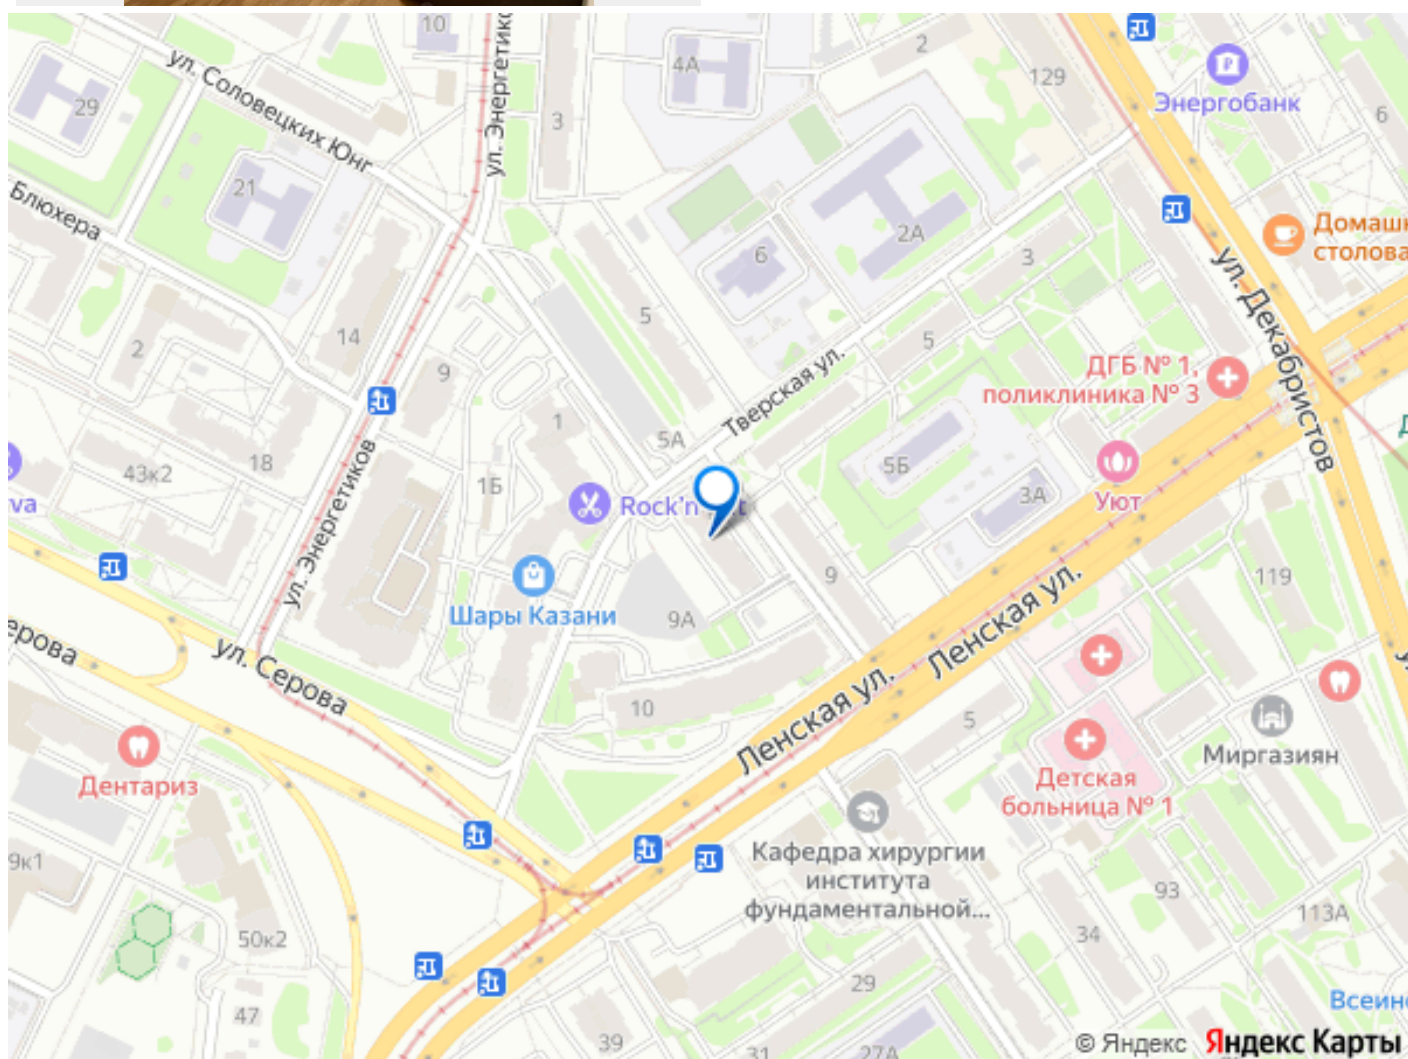 10
2
4А
129
Энергобанк
ул. Соловецких Юнг
ул. Энергетиков
29
3
6
21
Блюхера
2А
Домашн
столова
6
3
ул. Декабристов
5
14
2
5
9
Тверская ул.
ДГБ № 1,
поликлиника № 3
1
5А
43к2
18
1Б
5Б
3А
Уют
va
Rock'n
ул. Энергетиков
9
119
Шары Казани
9А
Ленская ул.
ерова
ул. Серова
10
Ленская ул.
5
Миргазиян
Дентариз
Детская
больница № 1
Кафедра хирургии
института
фундаментальной...
9к1
93
113А
50к2
34
29
Всеин
47
39
31
27А
© Яндекс Яндекс Карты